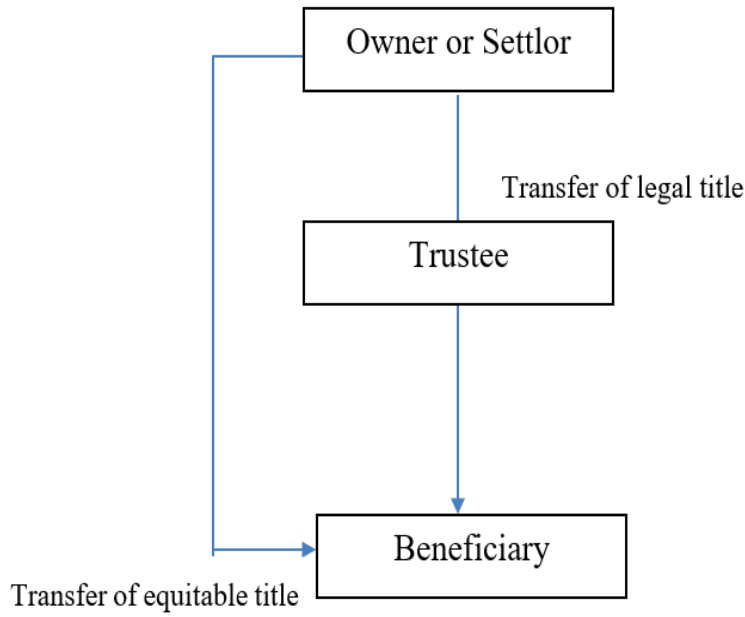 Owner or Settlor
Transfer of legal title
Trustee
Beneficiary
Transfer of equitable title